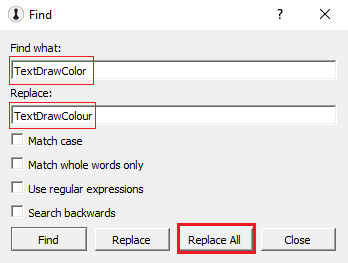 Find
?
Find what:
TextDrawColor
Replace:
TextDrawColour
Match case
Match whole words only
Use regular expressions
Search backwards
Find Replace Replace All Close